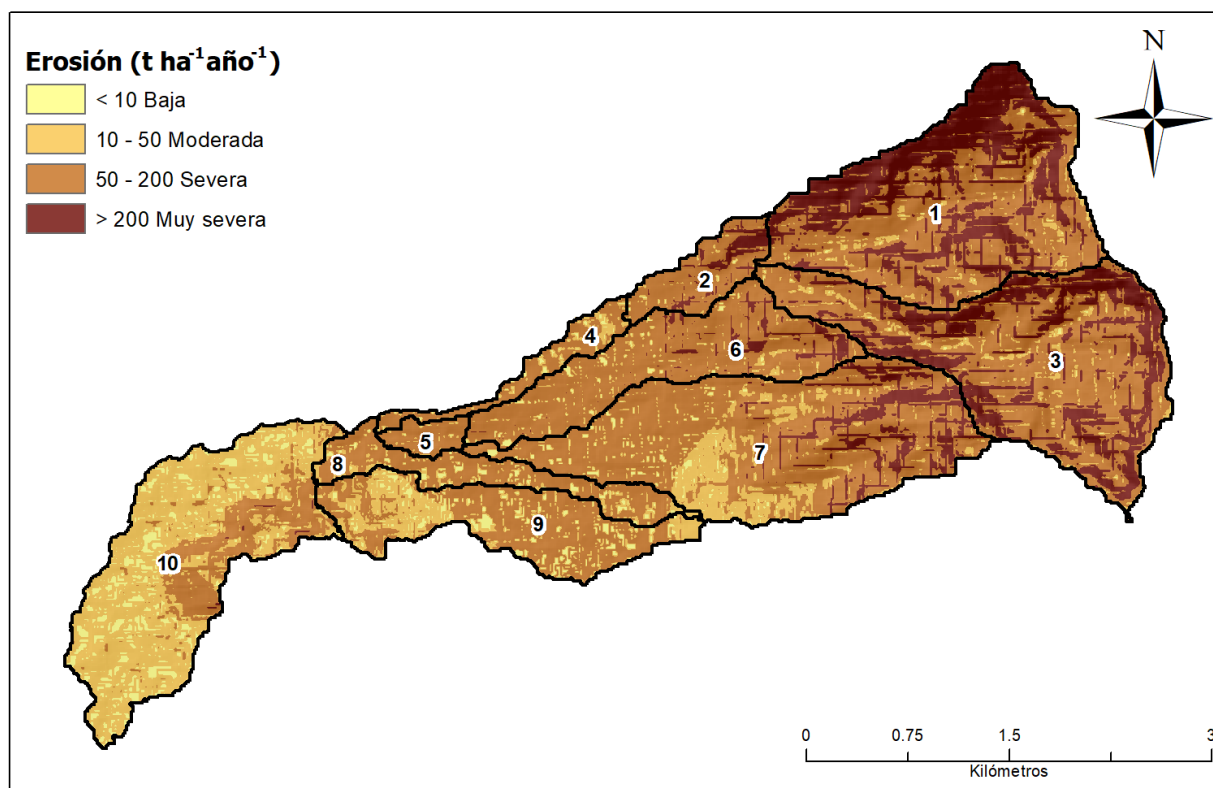 Erosión (t ha⁻¹año⁻¹)
< 10 Baja
10 - 50 Moderada
50 - 200 Severa
> 200 Muy severa
N
1
2
3
4
6
5
7
8
9
10
0 0.75 1.5 3
Kilómetros